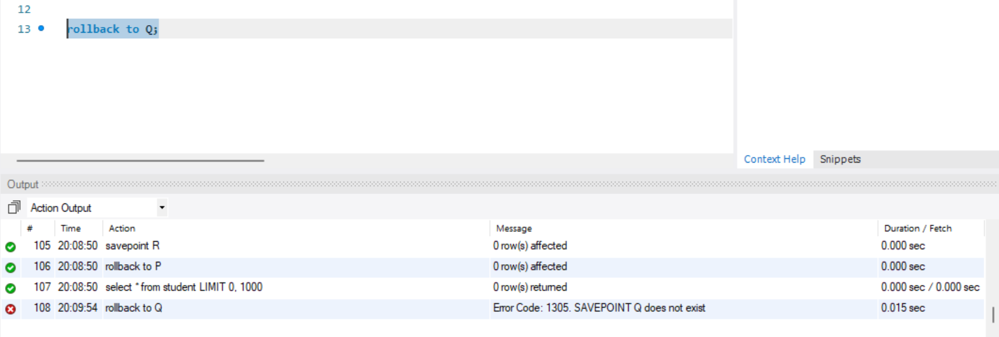 12
13 rollback to Q;
Context Help Snippets
Output
Action Output
# Time Action Message Duration / Fetch
105 20:08:50 savepoint R 0 row(s) affected 0.000 sec
106 20:08:50 rollback to P 0 row(s) affected 0.000 sec
107 20:08:50 select * from student LIMIT 0, 1000 0 row(s) returned 0.000 sec / 0.000 sec
108 20:09:54 rollback to Q Error Code: 1305. SAVEPOINT Q does not exist 0.015 sec